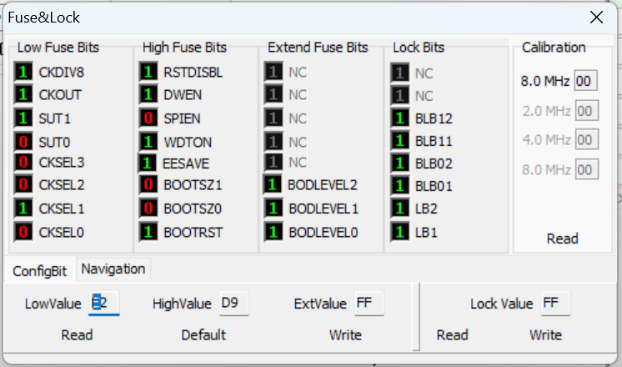 Fuse&Lock
Low Fuse Bits High Fuse Bits Extend Fuse Bits Lock Bits Calibration
1 CKDIV8 1 RSTDISBL 1 NC 1 NC 8.0 MHz 00
1 CKOUT 1 DWEN 1 NC 1 NC 2.0 MHz 00
1 SUT1 0 SPIEN 1 NC 1 BLB12 4.0 MHz 00
0 SUT0 1 WDTON 1 NC 1 BLB11 8.0 MHz 00
0 CKSEL3 1 EESAVE 1 NC 1 BLB02
0 CKSEL2 0 BOOTSZ1 1 BODLEVEL2 1 BLB01
1 CKSEL1 0 BOOTSZ0 1 BODLEVEL1 1 LB2
0 CKSEL0 1 BOOTRST 1 BODLEVEL0 1 LB1 Read
ConfigBit Navigation
LowValue E2 HighValue D9 ExtValue FF Lock Value FF
Read Default Write Read Write